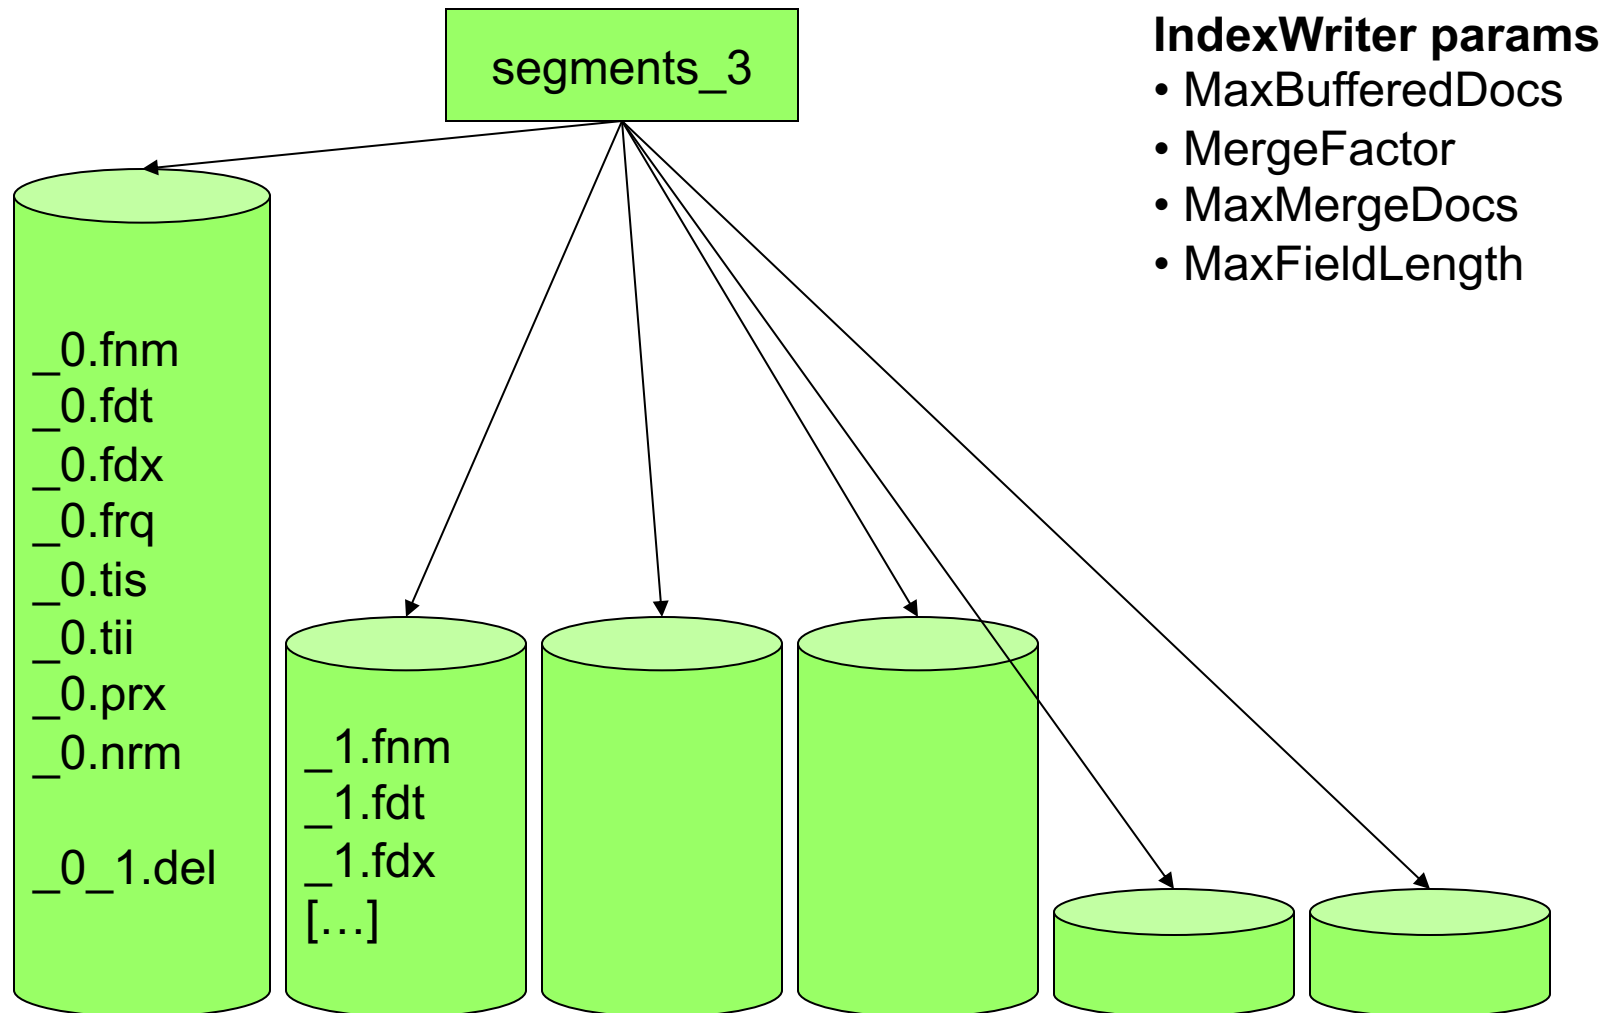 segments_3
IndexWriter params
• MaxBufferedDocs
• MergeFactor
• MaxMergeDocs
• MaxFieldLength
_0.fnm
_0.fdt
_0.fdx
_0.frq
_0.tis
_0.tii
_0.prx
_0.nrm
_0_1.del
_1.fnm
_1.fdt
_1.fdx
[…]